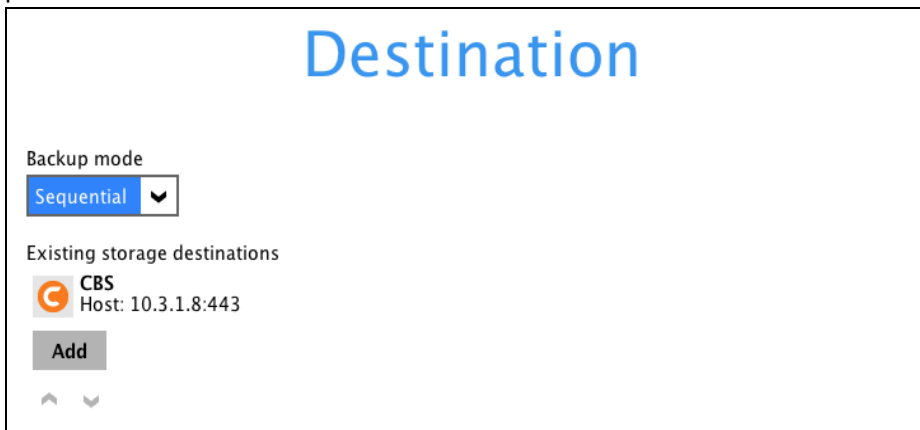 Destination
Backup mode
Sequential
Existing storage destinations
CBS
Host: 10.3.1.8:443
Add